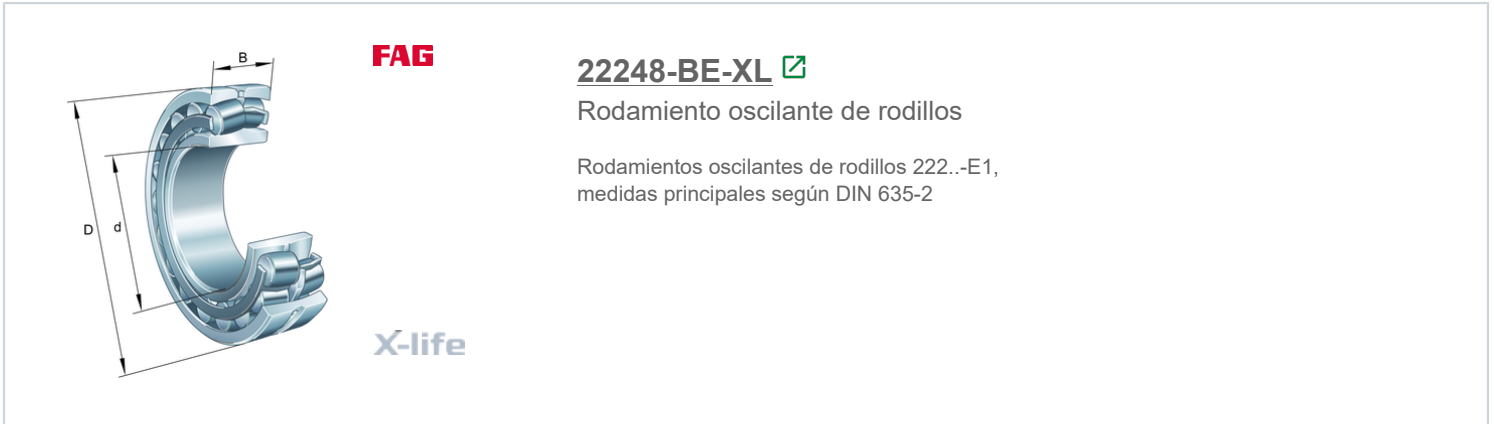 B
FAG
22248-BE-XL
Rodamiento oscilante de rodillos
Rodamientos oscilantes de rodillos 222..-E1,
medidas principales según DIN 635-2
D
d
X-life